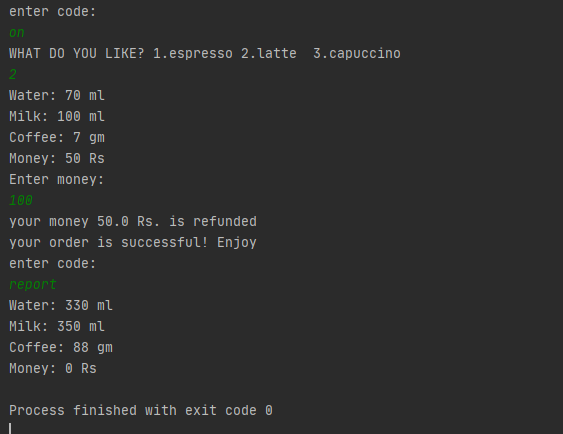 enter code:
on
WHAT DO YOU LIKE? 1.espresso 2.latte  3.capuccino
2
Water: 70 ml
Milk: 100 ml
Coffee: 7 gm
Money: 50 Rs
Enter money:
100
your money 50.0 Rs. is refunded
your order is successful! Enjoy
enter code:
report
Water: 330 ml
Milk: 350 ml
Coffee: 88 gm
Money: 0 Rs
Process finished with exit code 0